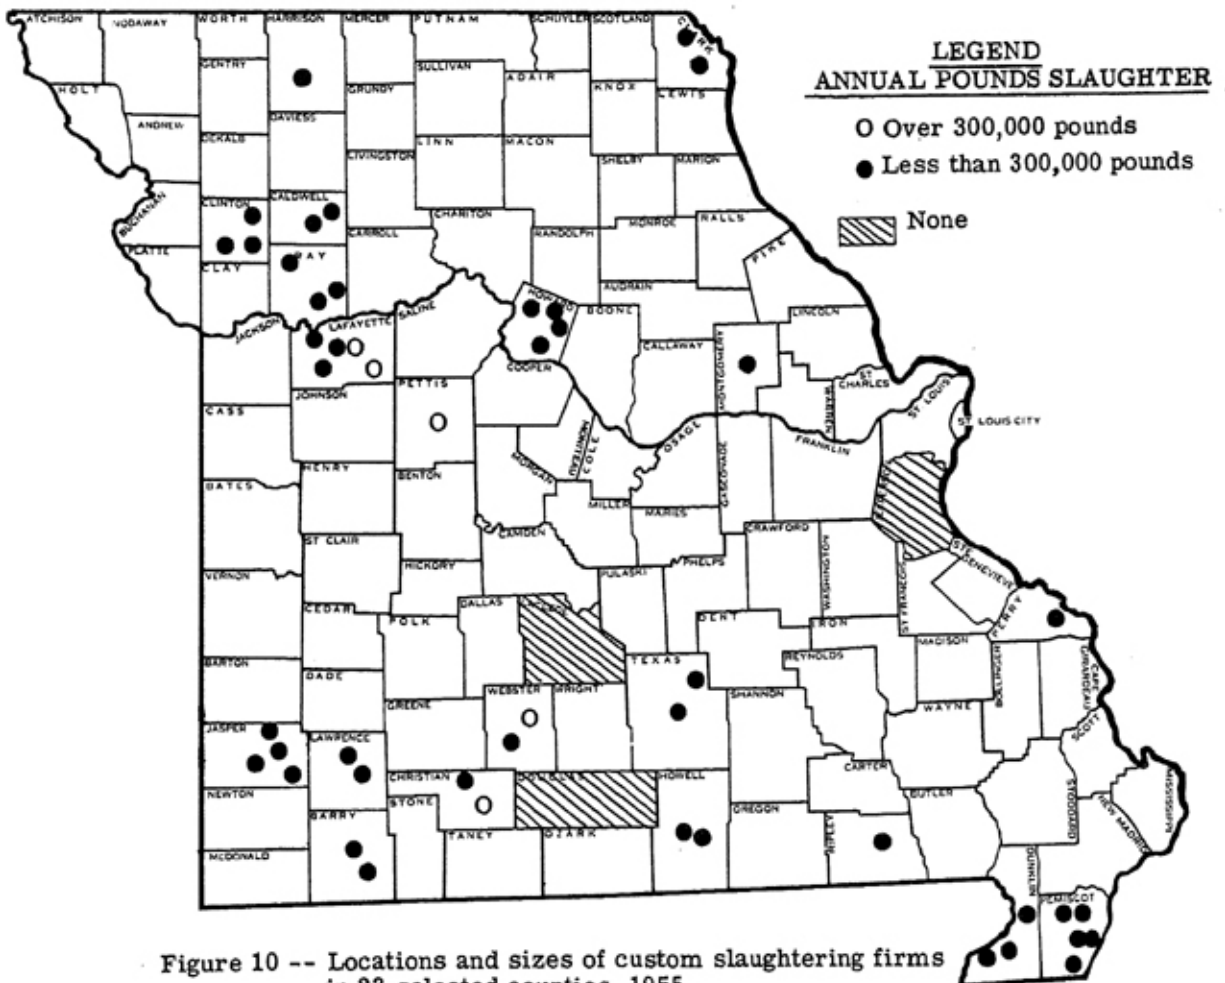 LEGEND
ANNUAL POUNDS SLAUGHTER
Over 300,000 pounds
Less than 300,000 pounds
None
ATCHISON
NODAWAY
WORTH
HARRISON
MERCER
PUTNAM
SCHUYLER
SCOTLAND
CLARK
GENTRY
SULLIVAN
ADAIR
HOLT
GRUNDY
KNOX
LEWIS
ANDREW
DAVIESS
DEKALB
LINN
MACON
LIVINGSTON
SHELBY
MARION
BUCHANAN
CLINTON
CALDWELL
CHARITON
RALLS
MONROE
PLATTE
CARROLL
RANDOLPH
PIKE
CLAY
RAY
AUDRAIN
HOWARD
BOONE
LINCOLN
JACKSON
LAFAYETTE
SALINE
CALLAWAY
MONTGOMERY
COOPER
ST
CHARLES
WARREN
ST LOUIS
ST LOUIS CITY
PETTIS
JOHNSON
CASS
MONITEAU
COLE
OSAGE
GASCONADE
FRANKLIN
MORGAN
HENRY
BENTON
BATES
MILLER
MARIES
CRAWFORD
CAMDEN
ST CLAIR
HICKORY
PHELPS
PULASKI
WASHINGTON
STE
GENEVIEVE
ST FRANCIS
VERNON
CEDAR
DALLAS
POLK
DENT
IRON
PERRY
MADISON
BARTON
DADE
TEXAS
REYNOLDS
BOLLINGER
CAPE
GIRARDEAU
WEBSTER
WRIGHT
SHANNON
GREENE
WAYNE
SCOTT
JASPER
LAWRENCE
CHRISTIAN
DOUGLAS
HOWELL
CARTER
MISSISSIPPI
NEWTON
STONE
BUTLER
STODDARD
NEW MADRID
BARRY
TANEY
OZARK
OREGON
RIPLEY
MCDONALD
DUNKLIN
PEMISCOT
Figure 10 -- Locations and sizes of custom slaughtering firms